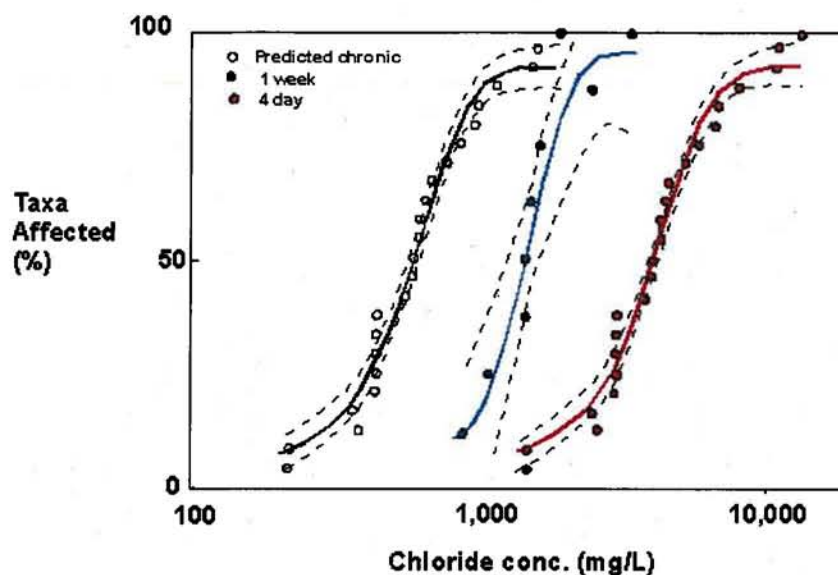 100
Predicted chronic
1 week
4 day
Taxa
Affected
(%)
50
0
100
1,000
10,000
Chloride conc. (mg/L)